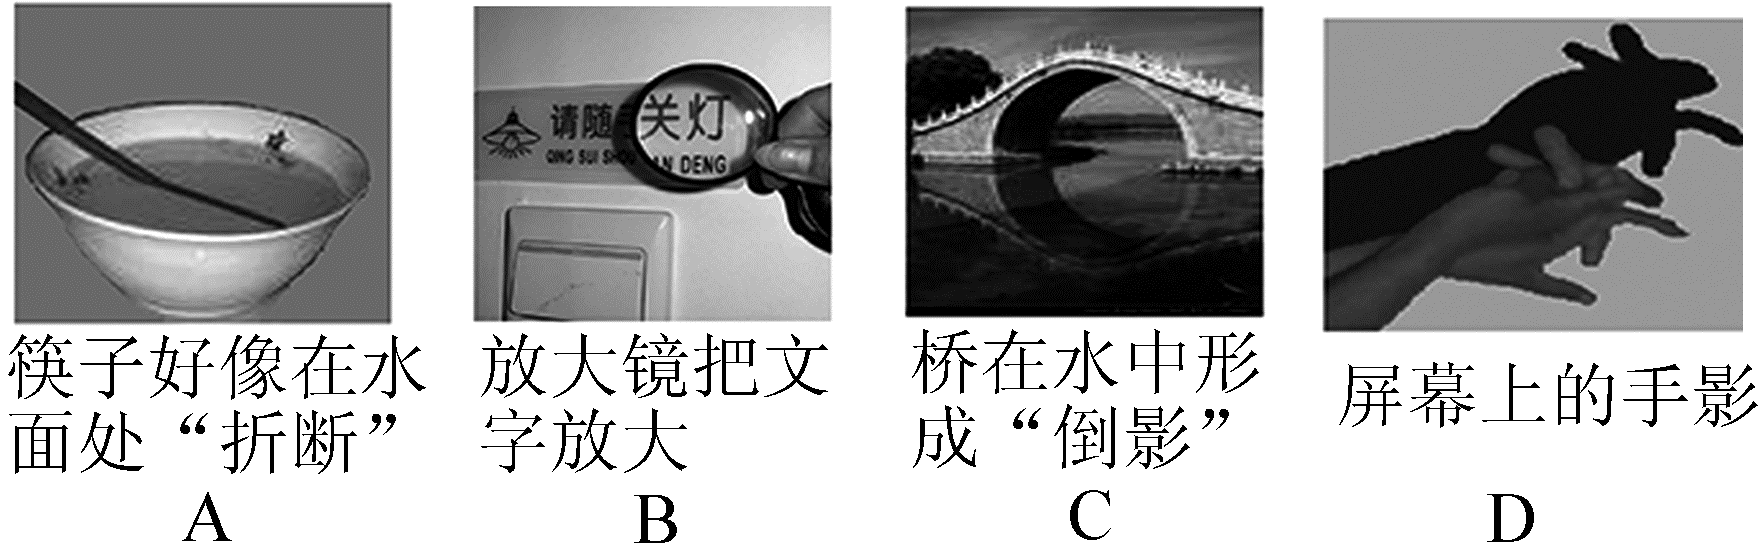 请随手关灯
QING SUI SHOU GUAN DENG
筷子好像在水
面处“折断”
A
放大镜把文
字放大
B
桥在水中形
成“倒影”
C
屏幕上的手影
D